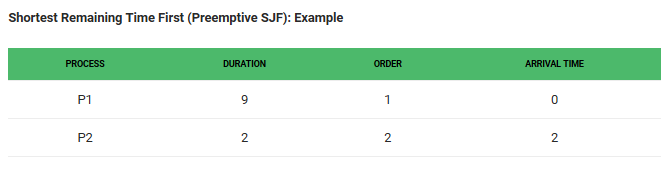 Shortest Remaining Time First (Preemptive SJF): Example
PROCESS DURATION ORDER ARRIVAL TIME
P1 9 1 0
P2 2 2 2